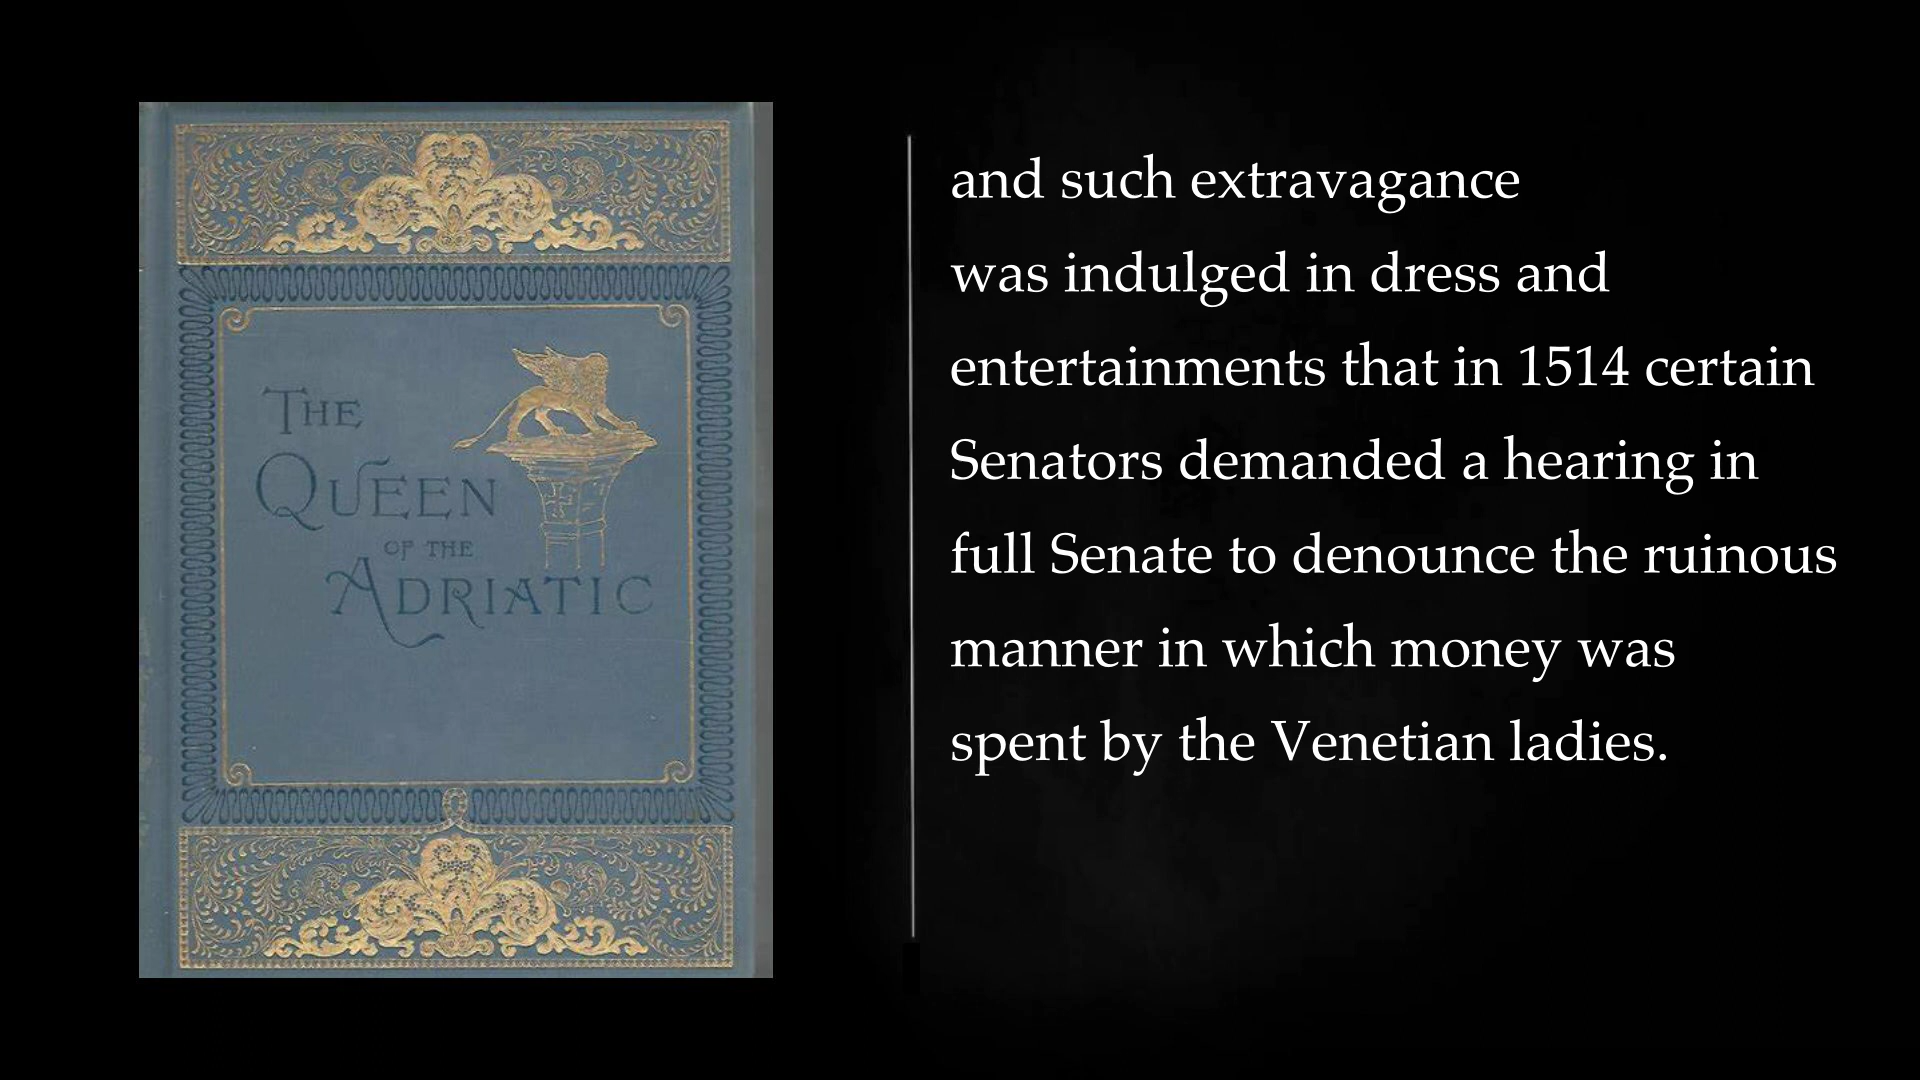 The
Queen
of the
Adriatic
and such extravagance
was indulged in dress and
entertainments that in 1514 certain
Senators demanded a hearing in
full Senate to denounce the ruinous
manner in which money was
spent by the Venetian ladies.